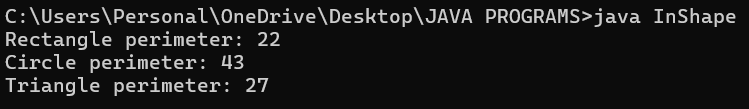 C:\Users\Personal\OneDrive\Desktop\JAVA PROGRAMS>java InShape
Rectangle perimeter: 22
Circle perimeter: 43
Triangle perimeter: 27